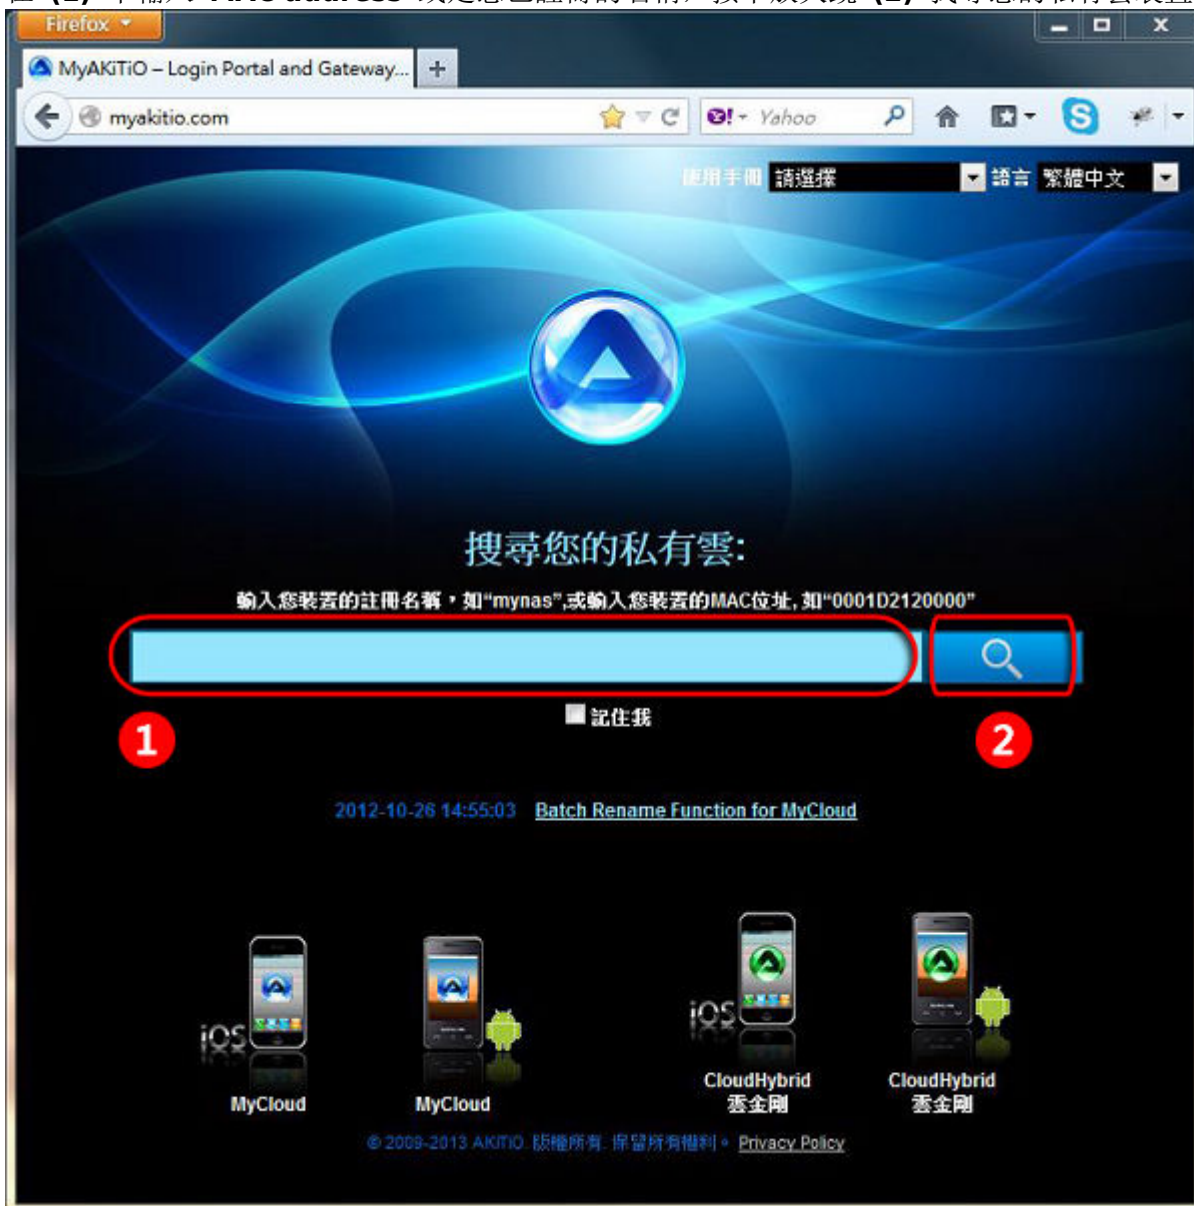 Firefox
MyAKiTiO – Login Portal and Gateway...
myakitio.com
Yahoo
使用手冊 請選擇 語言 繁體中文
搜尋您的私有雲:
輸入您裝置的註冊名稱，如“mynas",或輸入您裝置的MAC位址, 如“0001D2120000”
記住我
1
2
2012-10-26 14:55:03 Batch Rename Function for MyCloud
iOS
iOS
MyCloud
MyCloud
CloudHybrid
雲金剛
CloudHybrid
雲金剛
© 2009-2013 AKiTiO. 版權所有. 保留所有權利。 Privacy Policy